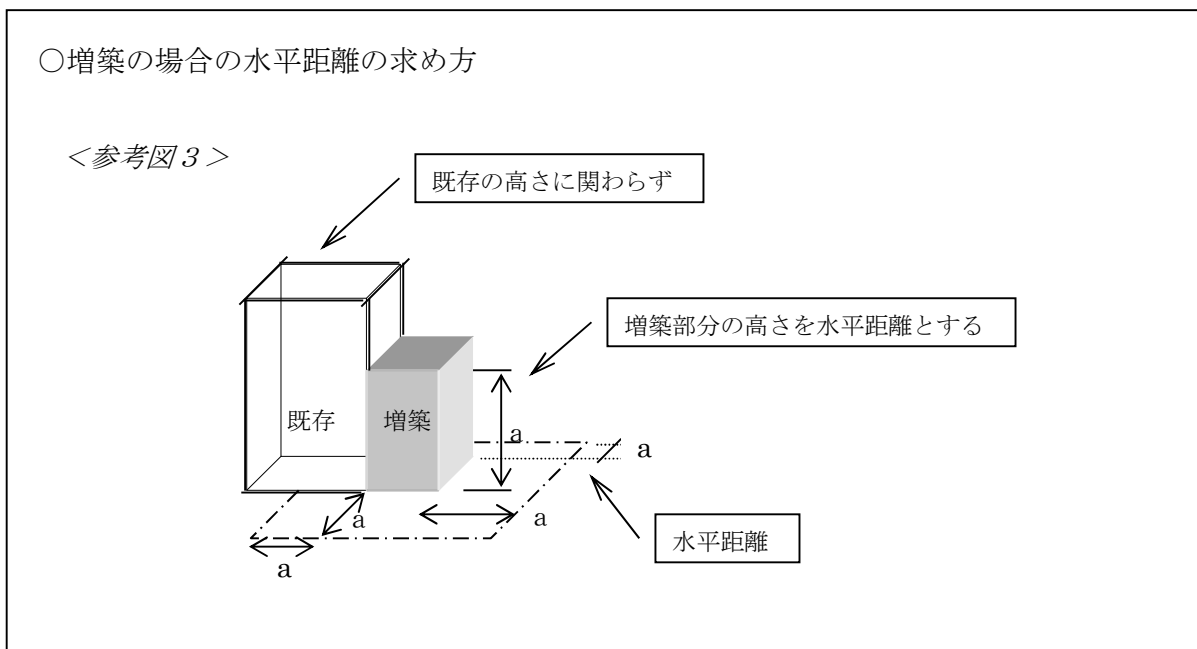 ○増築の場合の水平距離の求め方
＜参考図３＞
既存の高さに関わらず
増築部分の高さを水平距離とする
既存
増築
a
a
a
a
水平距離
a